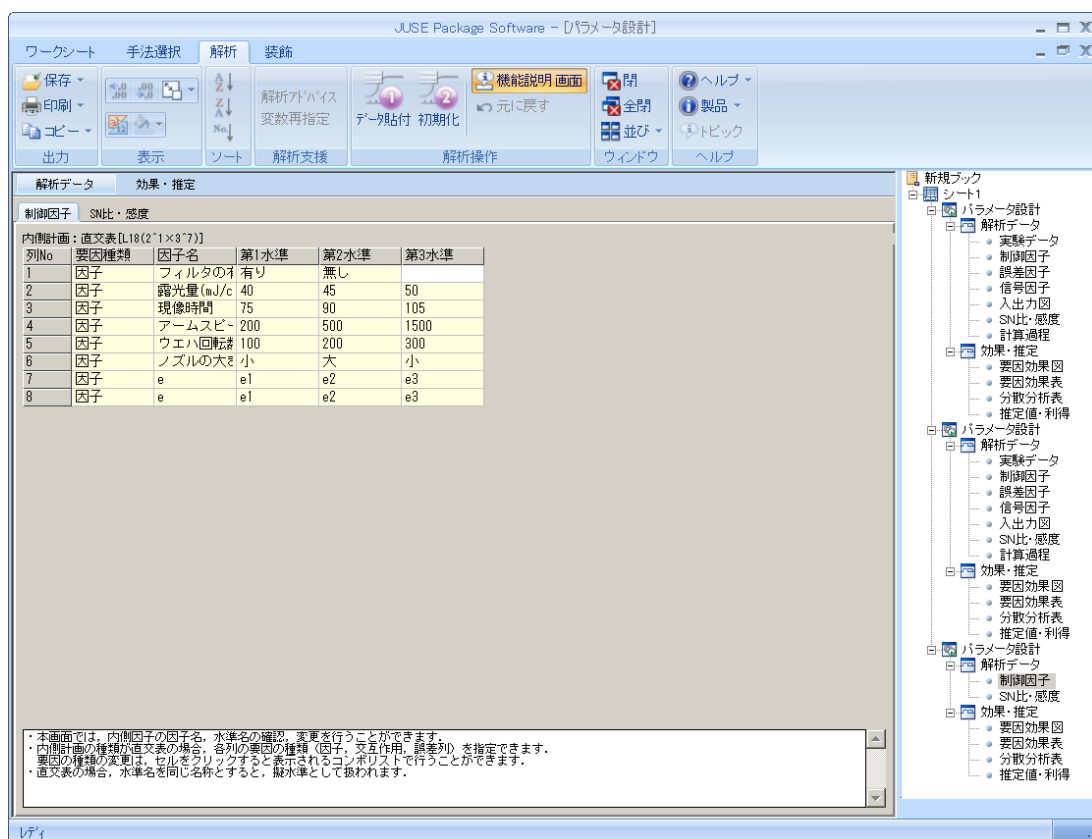 JUSE Package Software - [パラメータ設計]
ワークシート 手法選択 解析 装飾
保存
印刷
コピー
出力
表示
ソート
解析アドバイス
変数再指定
解析支援
データ貼付 初期化
機能説明画面
元に戻す
解析操作
閉
全閉
並び
ウィンドウ
ヘルプ
製品
トピック
ヘルプ
解析データ 効果・推定
制御因子 SN比・感度
内側計画:直交表[L18(2^1×3^7)]
列No 要因種類 因子名 第1水準 第2水準 第3水準
1 因子 フィルタの有 有り 無し
2 因子 露光量(mJ/c 40 45 50
3 因子 現像時間 75 90 105
4 因子 アームスピー 200 500 1500
5 因子 ウエハ回転数 100 200 300
6 因子 ノズルの大き 小 大 小
7 因子 e e1 e2 e3
8 因子 e e1 e2 e3
・本画面では，内側因子の因子名，水準名の確認，変更を行うことができます．
・内側計画の種類が直交表の場合，各列の要因の種類（因子，交互作用，誤差列）を指定できます．
要因の種類の変更は，セルをクリックすると表示されるコンボリストで行うことができます．
・直交表の場合，水準名を同じ名称とすると，擬水準として扱われます．
新規ブック
シート1
パラメータ設計
解析データ
実験データ
制御因子
誤差因子
信号因子
入出力図
SN比・感度
計算過程
効果・推定
要因効果図
要因効果表
分散分析表
推定値・利得
パラメータ設計
解析データ
実験データ
制御因子
誤差因子
信号因子
入出力図
SN比・感度
計算過程
効果・推定
要因効果図
要因効果表
分散分析表
推定値・利得
パラメータ設計
解析データ
制御因子
SN比・感度
効果・推定
要因効果図
要因効果表
分散分析表
推定値・利得
レディ